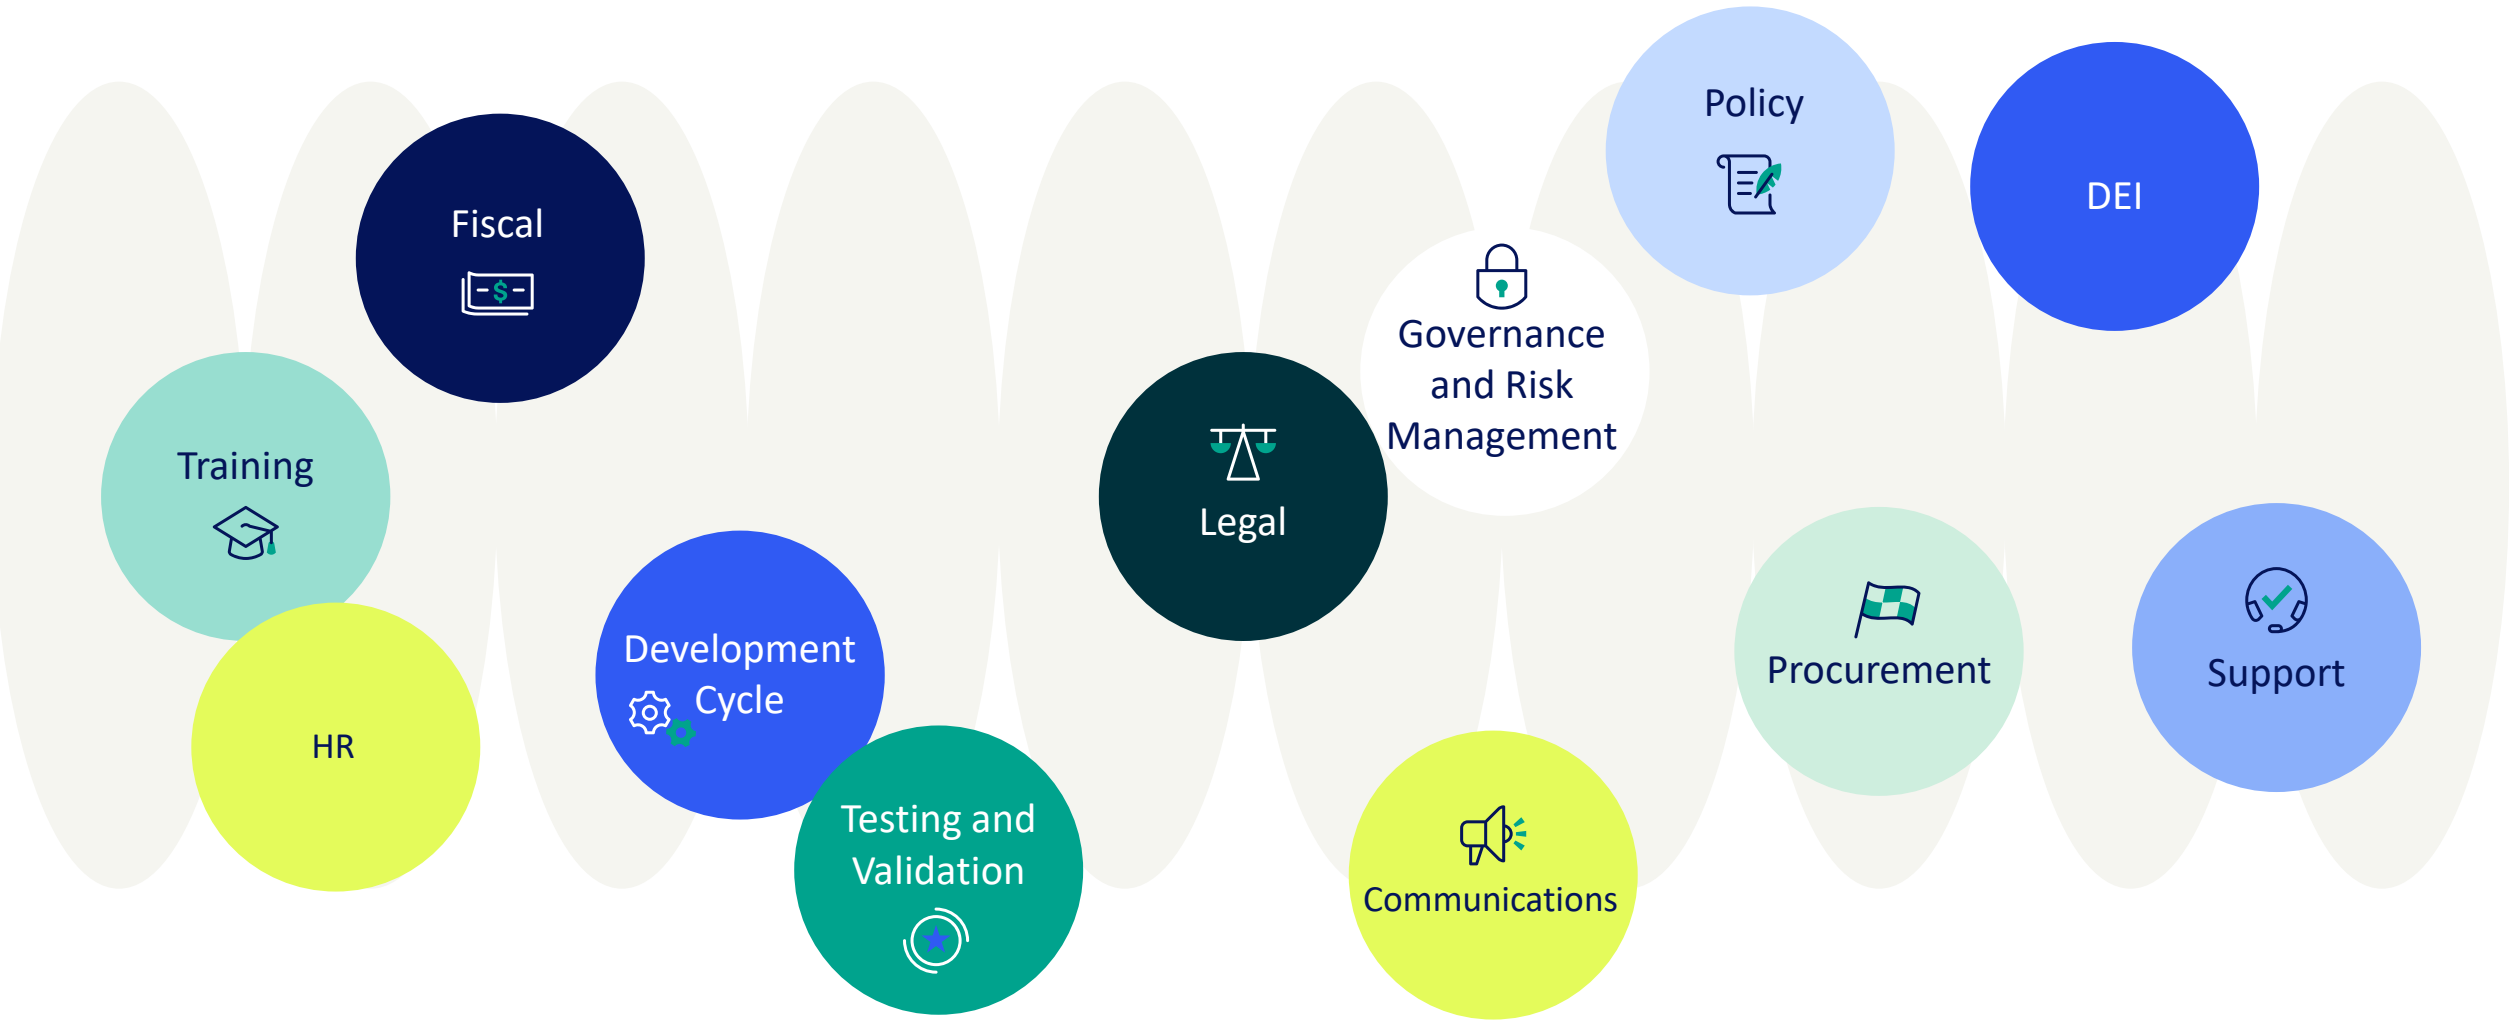 Policy
DEI
Fiscal
$
Governance
and Risk
Management
Training
Legal
Development
Cycle
Procurement
Support
HR
Testing and
Validation
Communications